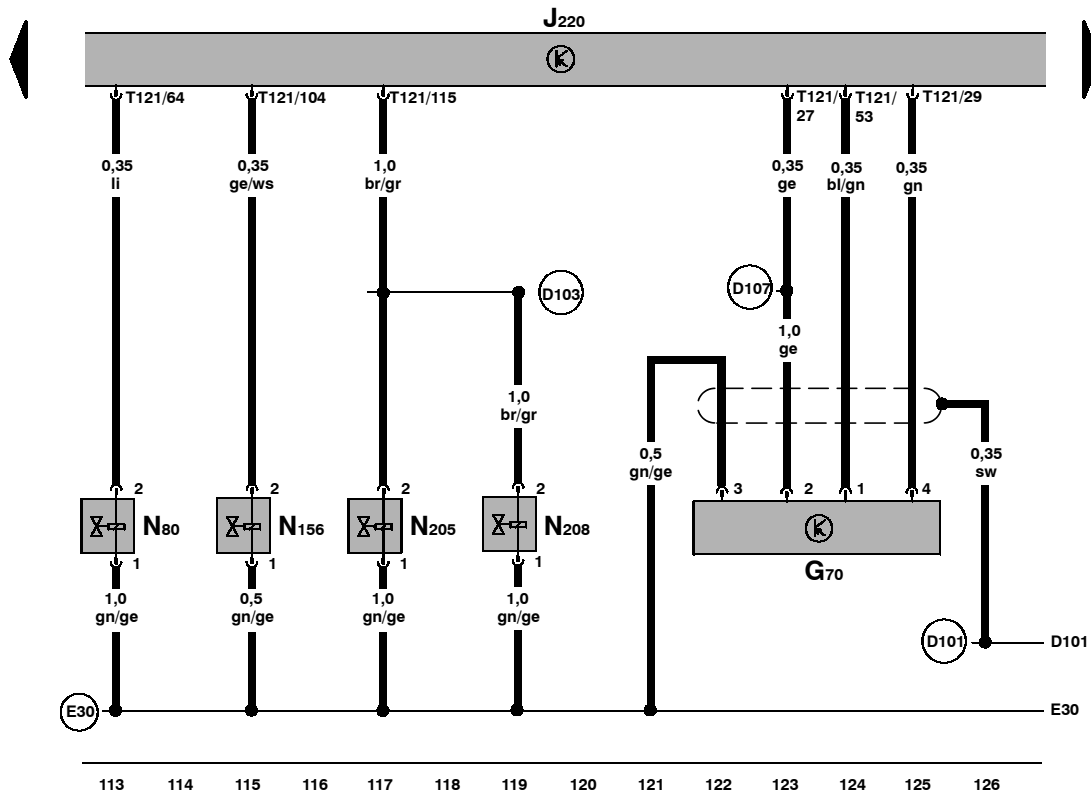 J220
T121/64
T121/104
T121/115
T121/
27
T121/
53
T121/29
0,35
li
0,35
ge/ws
1,0
br/gr
0,35
ge
0,35
bl/gn
0,35
gn
D103
D107
1,0
ge
1,0
br/gr
0,5
gn/ge
0,35
sw
2
2
2
2
3
2
1
4
N80
N156
N205
N208
1
1
1
1
G70
1,0
gn/ge
0,5
gn/ge
1,0
gn/ge
1,0
gn/ge
D101
D101
E30
E30
113 114 115 116 117 118 119 120 121 122 123 124 125 126